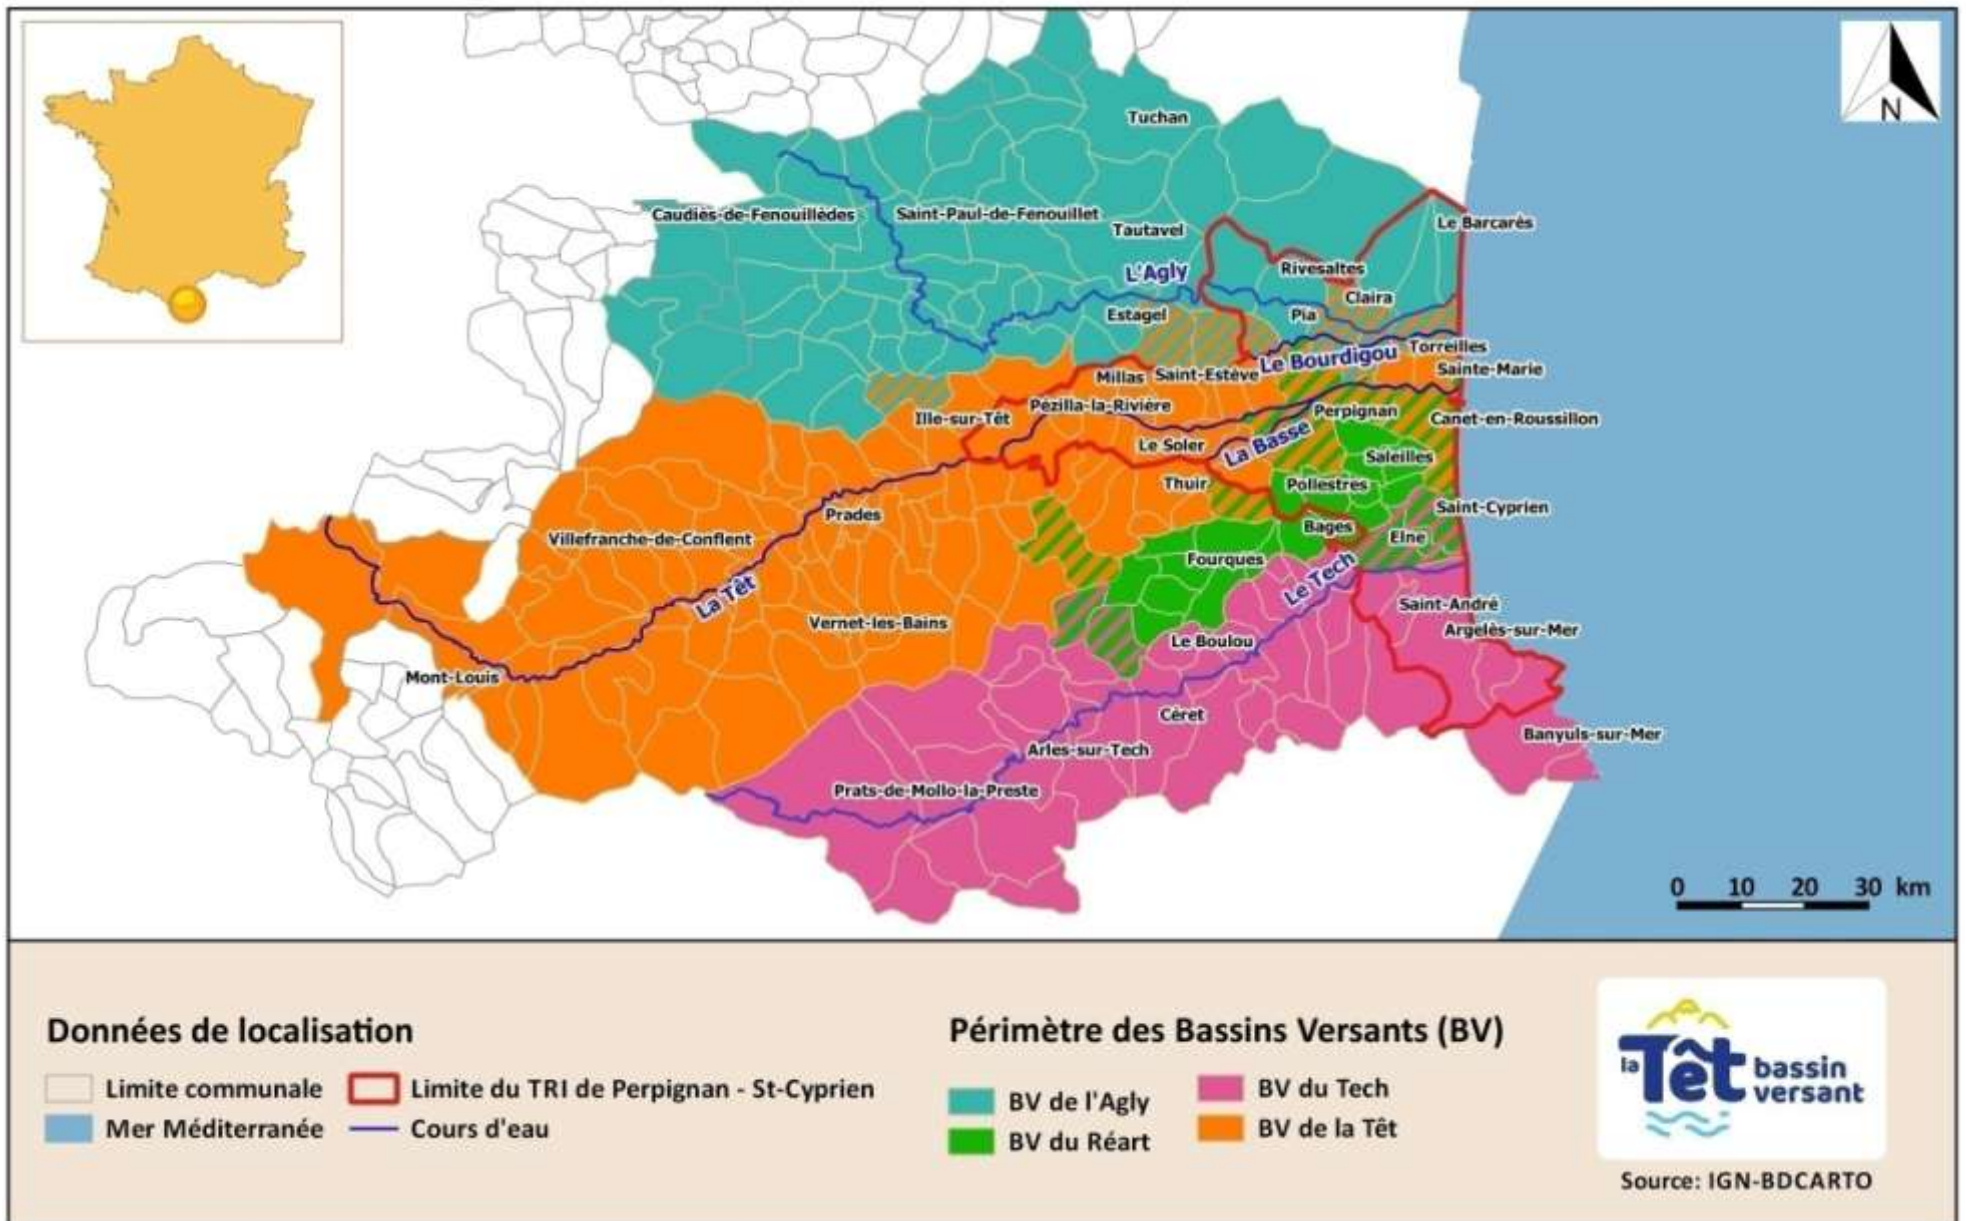 N
Tuchan
Caudiès-de-Fenouillèdes
Saint-Paul-de-Fenouillet
Tautavel
Le Barcarès
L'Agly
Rivesaltes
Claira
Estagel
Pia
Torreilles
Le Bourdigou
Sainte-Marie
Millas
Saint-Estève
Pézilla-la-Rivière
Ille-sur-Têt
Perpignan
Canet-en-Roussillon
Le Soler
La Basse
Saleilles
Thuir
Pollestres
Saint-Cyprien
Prades
Bages
Elne
Villefranche-de-Conflent
Fourques
Le Tech
La Têt
Saint-André
Vernet-les-Bains
Argelès-sur-Mer
Le Boulou
Mont-Louis
Céret
Banyuls-sur-Mer
Arles-sur-Tech
Prats-de-Mollo-la-Preste
0 10 20 30 km
Données de localisation
Limite communale
Limite du TRI de Perpignan - St-Cyprien
Mer Méditerranée
Cours d'eau
Périmètre des Bassins Versants (BV)
BV de l'Agly
BV du Tech
BV du Réart
BV de la Têt
la Têt bassin versant
Source: IGN-BDCARTO